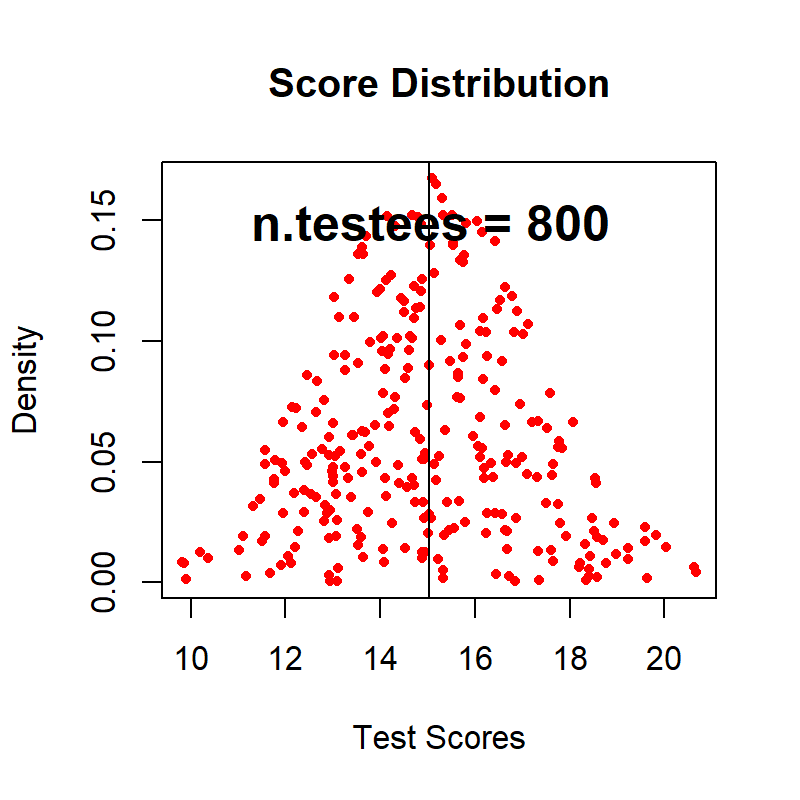 Score Distribution
n.testees = 800
Density
0.00
0.05
0.10
0.15
10 12 14 16 18 20
Test Scores